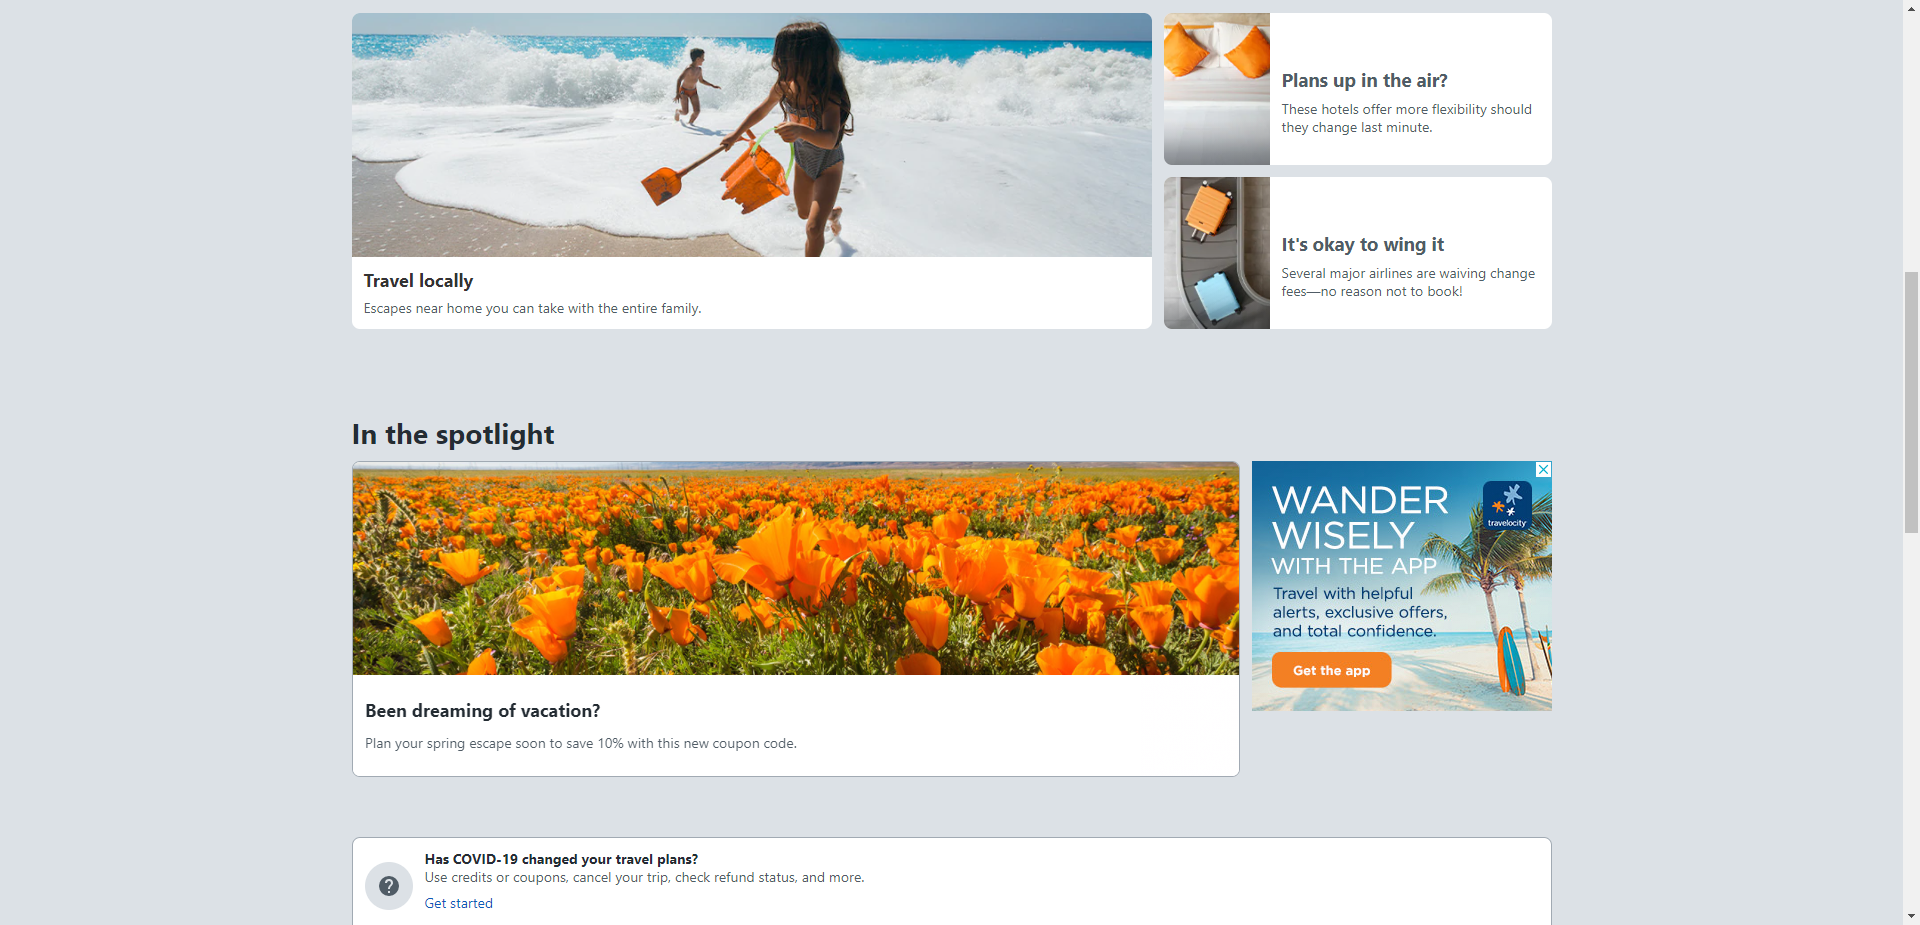 Travel locally
Escapes near home you can take with the entire family.
Plans up in the air?
These hotels offer more flexibility should
they change last minute.
It's okay to wing it
Several major airlines are waiving change
fees—no reason not to book!
In the spotlight
Been dreaming of vacation?
Plan your spring escape soon to save 10% with this new coupon code.
WANDER
WISELY
WITH THE APP
travelocity
Travel with helpful
alerts, exclusive offers,
and total confidence.
Get the app
Has COVID-19 changed your travel plans?
Use credits or coupons, cancel your trip, check refund status, and more.
Get started